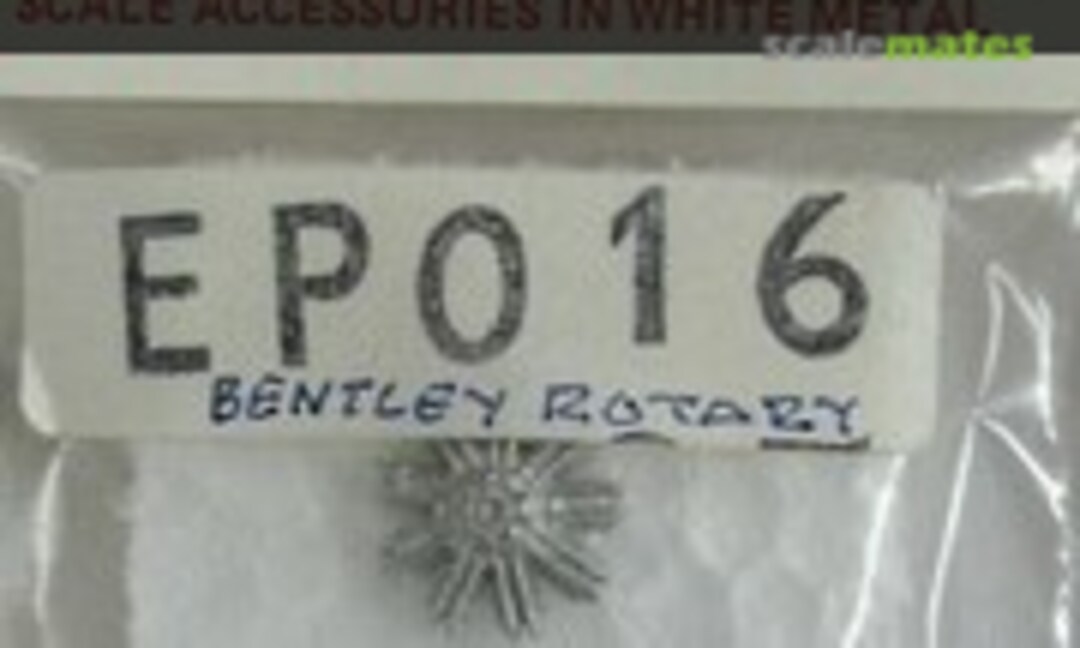 SCALE ACCESSORIES IN WHITE METAL
scalemates
EP016
BENTLEY ROTARY